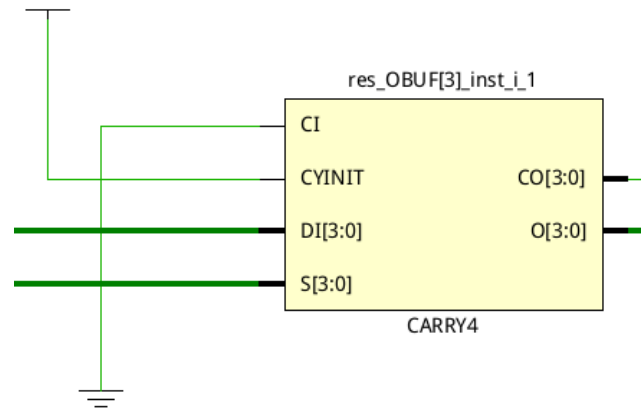 res_OBUF[3]_inst_i_1
CI
CYINIT
CO[3:0]
DI[3:0]
O[3:0]
S[3:0]
CARRY4